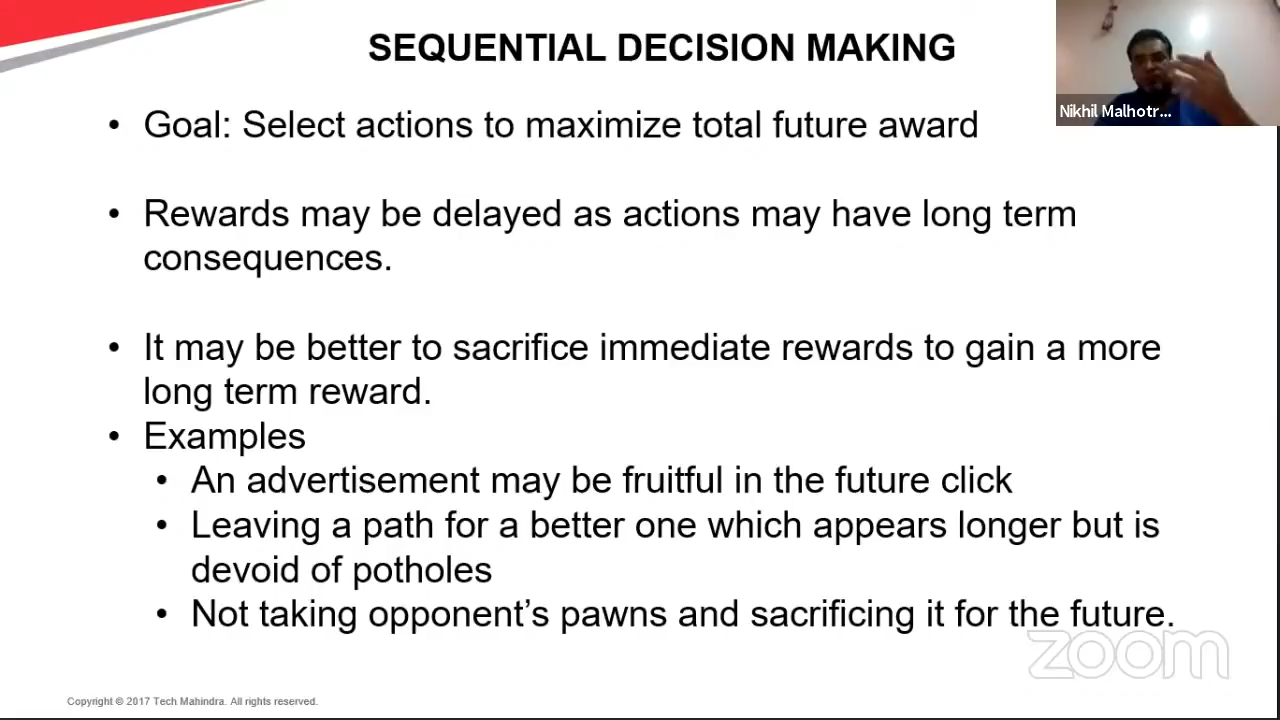 SEQUENTIAL DECISION MAKING
Nikhil Malhotr...
• Goal: Select actions to maximize total future award
• Rewards may be delayed as actions may have long term
consequences.
• It may be better to sacrifice immediate rewards to gain a more
long term reward.
• Examples
• An advertisement may be fruitful in the future click
• Leaving a path for a better one which appears longer but is
devoid of potholes
• Not taking opponent’s pawns and sacrificing it for the future.
zoom
Copyright © 2017 Tech Mahindra. All rights reserved.